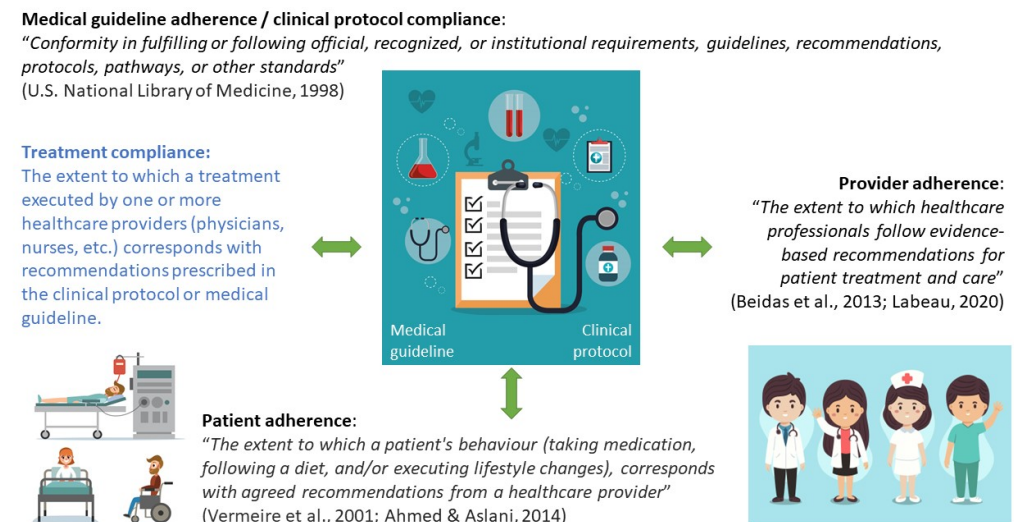 Medical guideline adherence / clinical protocol compliance:
“Conformity in fulfilling or following official, recognized, or institutional requirements, guidelines, recommendations,
protocols, pathways, or other standards”
(U.S. National Library of Medicine, 1998)
Treatment compliance:
The extent to which a treatment
executed by one or more
healthcare providers (physicians,
nurses, etc.) corresponds with
recommendations prescribed in
the clinical protocol or medical
guideline.
Medical
guideline
Clinical
protocol
Provider adherence:
“The extent to which healthcare
professionals follow evidence-
based recommendations for
patient treatment and care”
(Beidas et al., 2013; Labeau, 2020)
Patient adherence:
“The extent to which a patient's behaviour (taking medication,
following a diet, and/or executing lifestyle changes), corresponds
with agreed recommendations from a healthcare provider”
(Vermeire et al., 2001; Ahmed & Aslani, 2014)